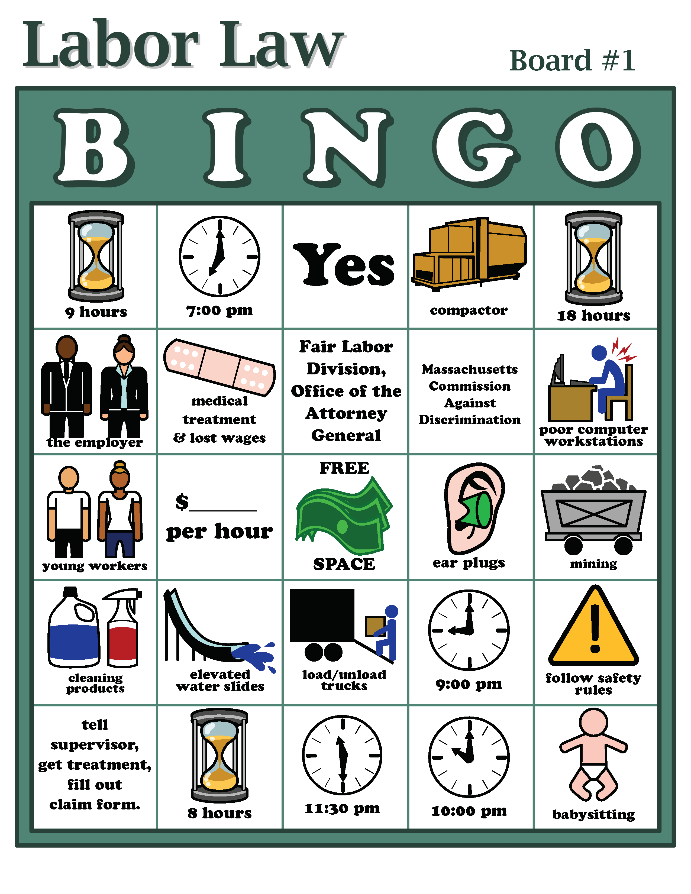 Labor Law
Board #1
B I N G O
9 hours
7:00 pm
Yes
compactor
18 hours
the employer
medical
treatment
& lost wages
Fair Labor
Division,
Office of the
Attorney
General
Massachusetts
Commission
Against
Discrimination
poor computer
workstations
young workers
$______
per hour
FREE
SPACE
ear plugs
mining
cleaning
products
elevated
water slides
load/unload
trucks
9:00 pm
!
follow safety
rules
tell
supervisor,
get treatment,
fill out
claim form.
8 hours
11:30 pm
10:00 pm
babysitting